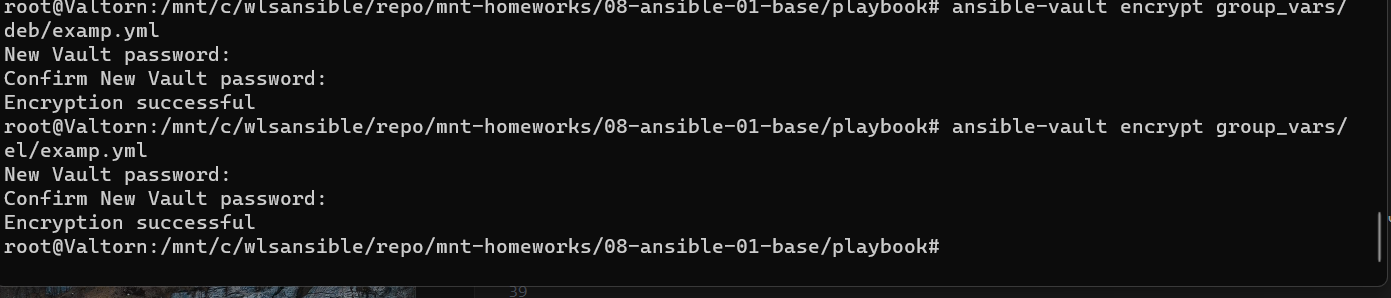 root@Valtorn:/mnt/c/wlsansible/repo/mnt-homeworks/08-ansible-01-base/playbook# ansible-vault encrypt group_vars/
deb/examp.yml
New Vault password:
Confirm New Vault password:
Encryption successful
root@Valtorn:/mnt/c/wlsansible/repo/mnt-homeworks/08-ansible-01-base/playbook# ansible-vault encrypt group_vars/
el/examp.yml
New Vault password:
Confirm New Vault password:
Encryption successful
root@Valtorn:/mnt/c/wlsansible/repo/mnt-homeworks/08-ansible-01-base/playbook#
39